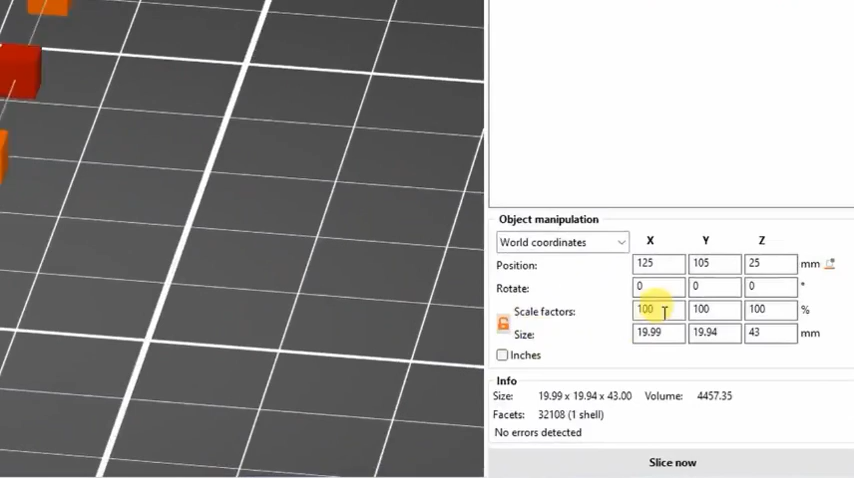 Object manipulation
World coordinates X Y Z
Position: 125 105 25 mm
Rotate: 0 0 0 °
Scale factors: 100 100 100 %
Size: 19.99 19.94 43 mm
Inches
Info
Size: 19.99 x 19.94 x 43.00 Volume: 4457.35
Facets: 32108 (1 shell)
No errors detected
Slice now